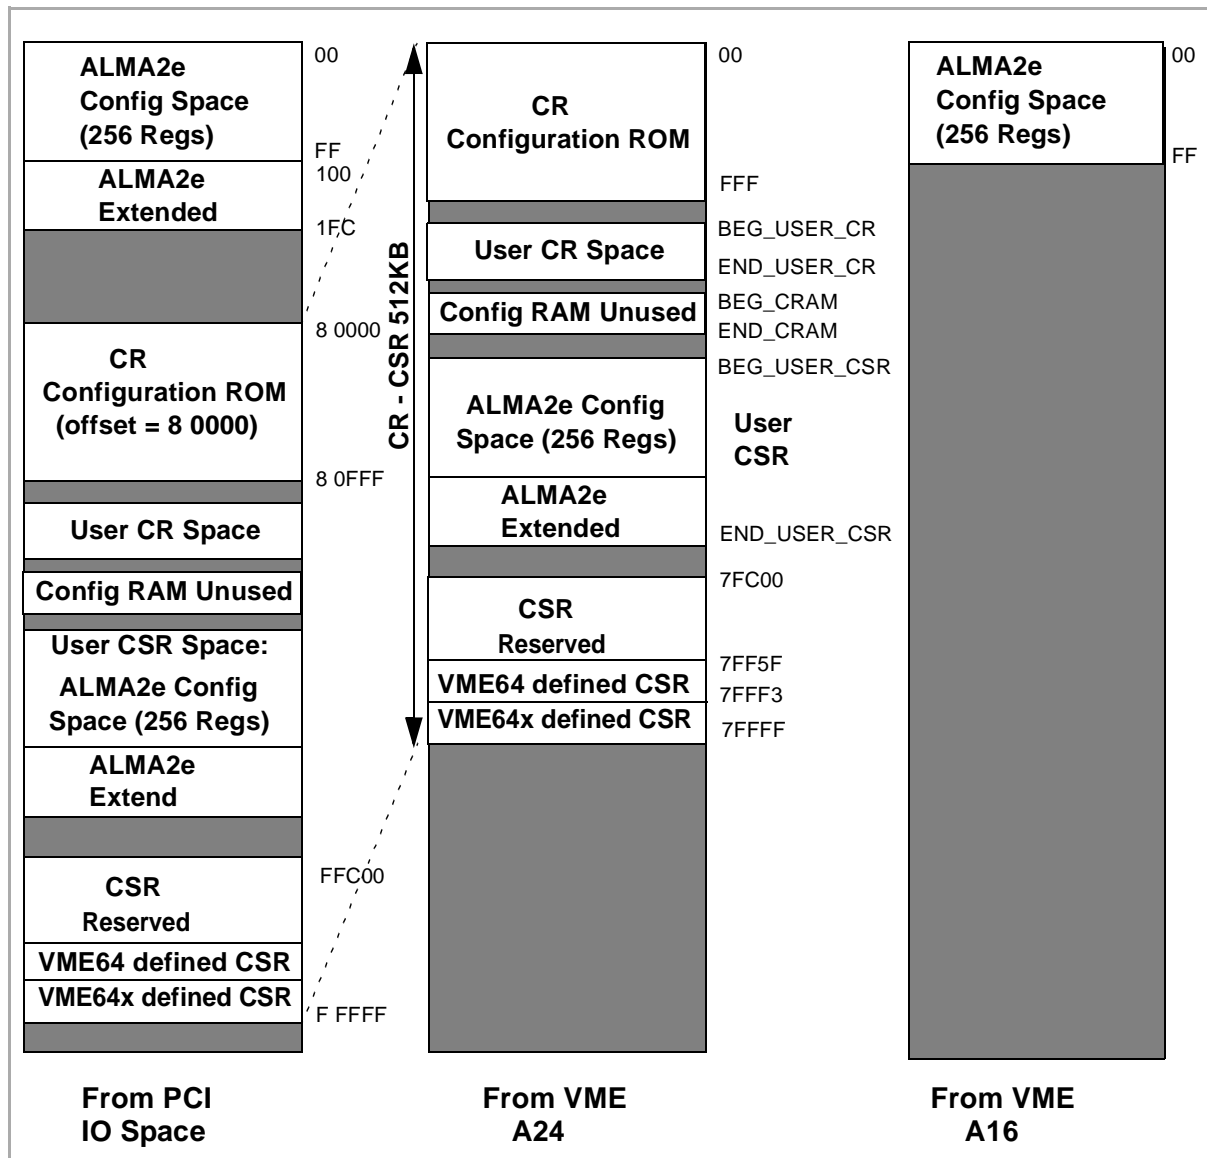 ALMA2e
Config Space
(256 Regs)
00
FF
100
ALMA2e
Extended
1FC
8 0000
CR
Configuration ROM
(offset = 8 0000)
8 0FFF
User CR Space
Config RAM Unused
User CSR Space:
ALMA2e Config
Space (256 Regs)
ALMA2e
Extend
FFC00
CSR
Reserved
VME64 defined CSR
VME64x defined CSR
F FFFF
From PCI
IO Space
CR - CSR 512KB
00
CR
Configuration ROM
FFF
BEG_USER_CR
User CR Space
END_USER_CR
BEG_CRAM
Config RAM Unused
END_CRAM
BEG_USER_CSR
ALMA2e Config
Space (256 Regs)
User
CSR
ALMA2e
Extended
END_USER_CSR
7FC00
CSR
Reserved
7FF5F
VME64 defined CSR
7FFF3
VME64x defined CSR
7FFFF
From VME
A24
ALMA2e
Config Space
(256 Regs)
00
FF
From VME
A16